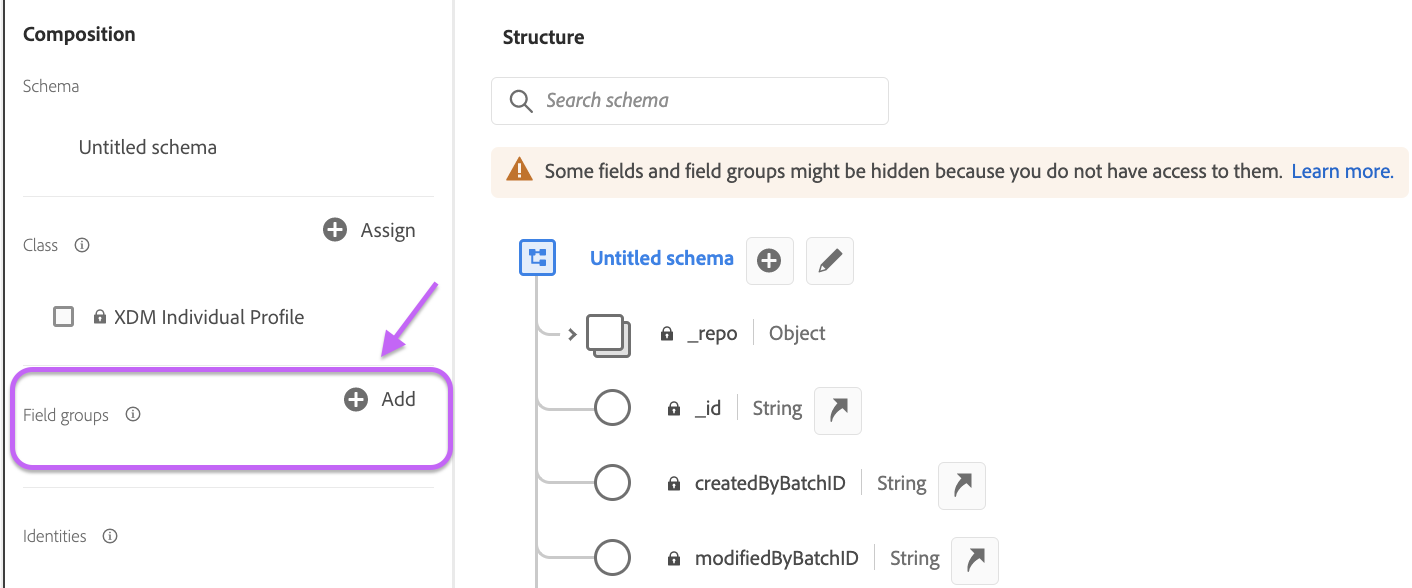 Composition
Schema
Untitled schema
Assign
Class
XDM Individual Profile
Add
Field groups
Identities
Structure
Search schema
Some fields and field groups might be hidden because you do not have access to them. Learn more.
Untitled schema
_repo Object
_id String
createdByBatchID String
modifiedByBatchID String